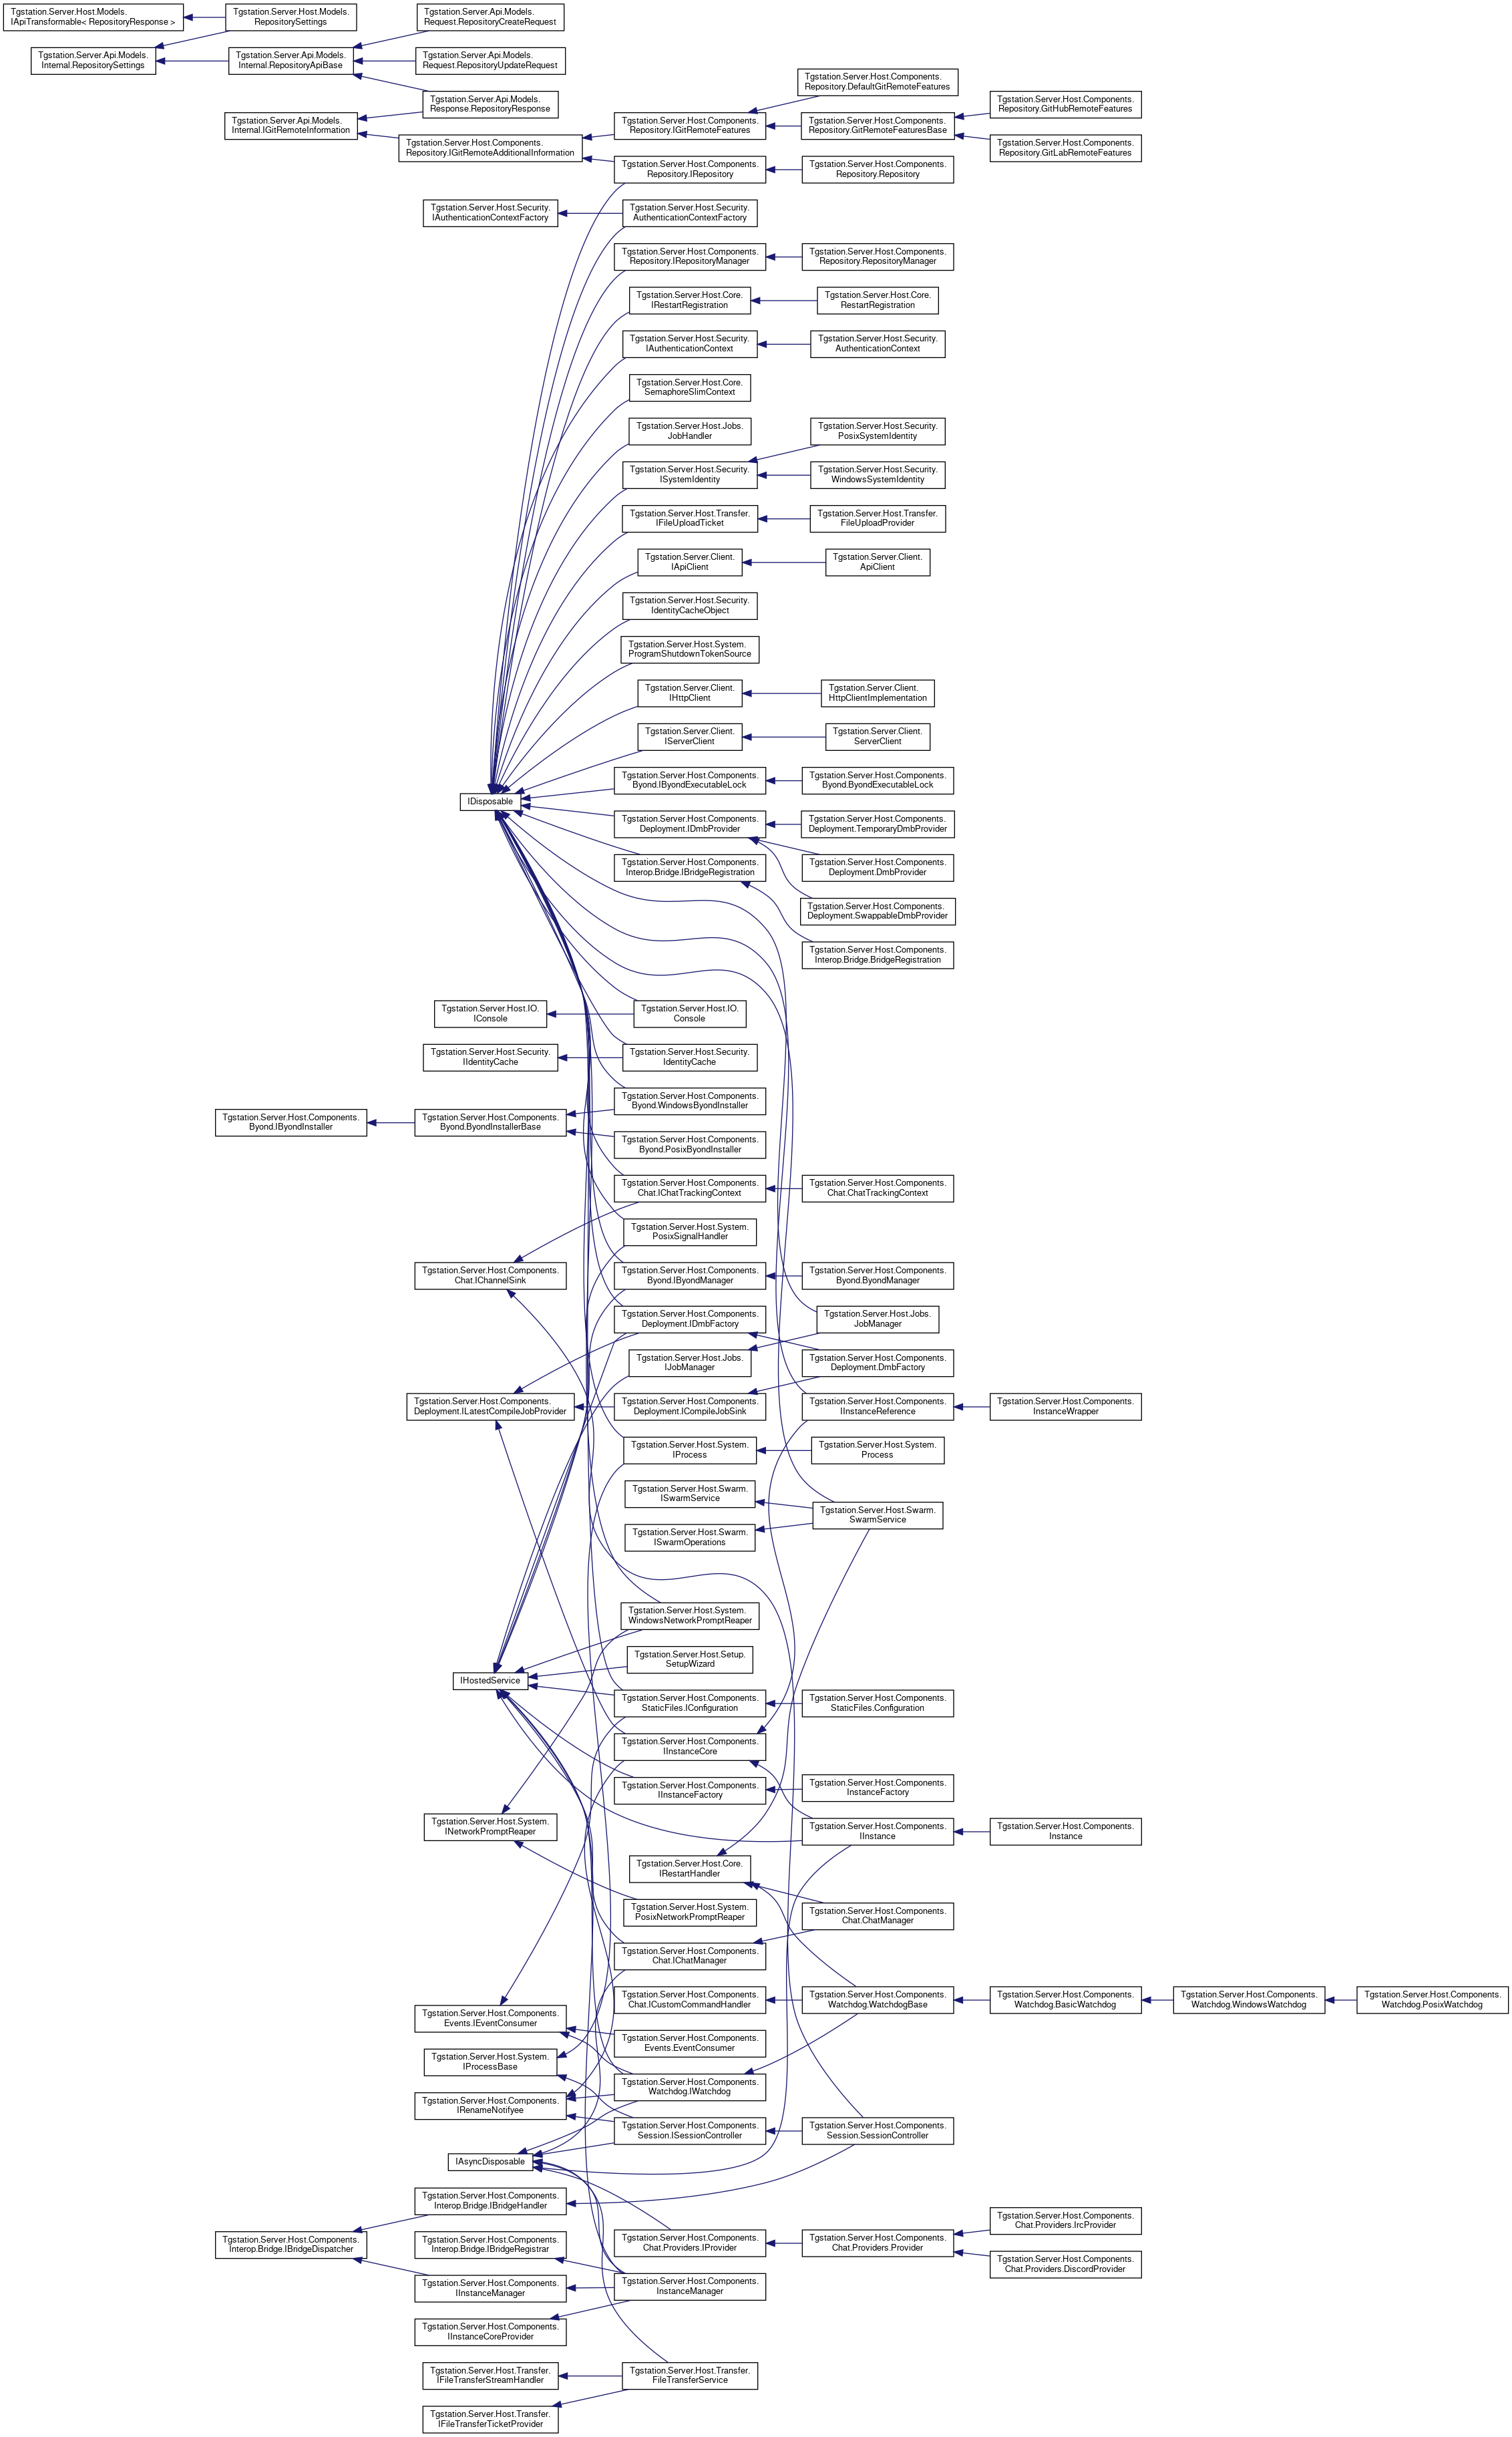 Tgstation.Server.Host.Models.
IApiTransformable< RepositoryResponse >
Tgstation.Server.Host.Models.
RepositorySettings
Tgstation.Server.Api.Models.
Request.RepositoryCreateRequest
Tgstation.Server.Api.Models.
Internal.RepositorySettings
Tgstation.Server.Api.Models.
Internal.RepositoryApiBase
Tgstation.Server.Api.Models.
Request.RepositoryUpdateRequest
Tgstation.Server.Api.Models.
Response.RepositoryResponse
Tgstation.Server.Host.Components.
Repository.DefaultGitRemoteFeatures
Tgstation.Server.Api.Models.
Internal.IGitRemoteInformation
Tgstation.Server.Host.Components.
Repository.IGitRemoteFeatures
Tgstation.Server.Host.Components.
Repository.GitRemoteFeaturesBase
Tgstation.Server.Host.Components.
Repository.GitHubRemoteFeatures
Tgstation.Server.Host.Components.
Repository.IGitRemoteAdditionalInformation
Tgstation.Server.Host.Components.
Repository.GitLabRemoteFeatures
Tgstation.Server.Host.Components.
Repository.IRepository
Tgstation.Server.Host.Components.
Repository.Repository
Tgstation.Server.Host.Security.
IAuthenticationContextFactory
Tgstation.Server.Host.Security.
AuthenticationContextFactory
Tgstation.Server.Host.Components.
Repository.IRepositoryManager
Tgstation.Server.Host.Components.
Repository.RepositoryManager
Tgstation.Server.Host.Core.
IRestartRegistration
Tgstation.Server.Host.Core.
RestartRegistration
Tgstation.Server.Host.Security.
IAuthenticationContext
Tgstation.Server.Host.Security.
AuthenticationContext
Tgstation.Server.Host.Core.
SemaphoreSlimContext
Tgstation.Server.Host.Jobs.
JobHandler
Tgstation.Server.Host.Security.
PosixSystemIdentity
Tgstation.Server.Host.Security.
ISystemIdentity
Tgstation.Server.Host.Security.
WindowsSystemIdentity
Tgstation.Server.Host.Transfer.
IFileUploadTicket
Tgstation.Server.Host.Transfer.
FileUploadProvider
Tgstation.Server.Client.
IApiClient
Tgstation.Server.Client.
ApiClient
Tgstation.Server.Host.Security.
IdentityCacheObject
Tgstation.Server.Host.System.
ProgramShutdownTokenSource
Tgstation.Server.Client.
IHttpClient
Tgstation.Server.Client.
HttpClientImplementation
Tgstation.Server.Client.
IServerClient
Tgstation.Server.Client.
ServerClient
Tgstation.Server.Host.Components.
Byond.IByondExecutableLock
Tgstation.Server.Host.Components.
Byond.ByondExecutableLock
IDisposable
Tgstation.Server.Host.Components.
Deployment.IDmbProvider
Tgstation.Server.Host.Components.
Deployment.TemporaryDmbProvider
Tgstation.Server.Host.Components.
Interop.Bridge.IBridgeRegistration
Tgstation.Server.Host.Components.
Deployment.DmbProvider
Tgstation.Server.Host.Components.
Deployment.SwappableDmbProvider
Tgstation.Server.Host.Components.
Interop.Bridge.BridgeRegistration
Tgstation.Server.Host.IO.
IConsole
Tgstation.Server.Host.IO.
Console
Tgstation.Server.Host.Security.
IIdentityCache
Tgstation.Server.Host.Security.
IdentityCache
Tgstation.Server.Host.Components.
Byond.IByondInstaller
Tgstation.Server.Host.Components.
Byond.ByondInstallerBase
Tgstation.Server.Host.Components.
Byond.WindowsByondInstaller
Tgstation.Server.Host.Components.
Byond.PosixByondInstaller
Tgstation.Server.Host.Components.
Chat.IChatTrackingContext
Tgstation.Server.Host.Components.
Chat.ChatTrackingContext
Tgstation.Server.Host.System.
PosixSignalHandler
Tgstation.Server.Host.Components.
Chat.IChannelSink
Tgstation.Server.Host.Components.
Byond.IByondManager
Tgstation.Server.Host.Components.
Byond.ByondManager
Tgstation.Server.Host.Components.
Deployment.IDmbFactory
Tgstation.Server.Host.Jobs.
JobManager
Tgstation.Server.Host.Jobs.
IJobManager
Tgstation.Server.Host.Components.
Deployment.DmbFactory
Tgstation.Server.Host.Components.
Deployment.ILatestCompileJobProvider
Tgstation.Server.Host.Components.
Deployment.ICompileJobSink
Tgstation.Server.Host.Components.
IInstanceReference
Tgstation.Server.Host.Components.
InstanceWrapper
Tgstation.Server.Host.System.
IProcess
Tgstation.Server.Host.System.
Process
Tgstation.Server.Host.Swarm.
ISwarmService
Tgstation.Server.Host.Swarm.
SwarmService
Tgstation.Server.Host.Swarm.
ISwarmOperations
Tgstation.Server.Host.System.
WindowsNetworkPromptReaper
IHostedService
Tgstation.Server.Host.Setup.
SetupWizard
Tgstation.Server.Host.Components.
StaticFiles.IConfiguration
Tgstation.Server.Host.Components.
StaticFiles.Configuration
Tgstation.Server.Host.Components.
IInstanceCore
Tgstation.Server.Host.Components.
IInstanceFactory
Tgstation.Server.Host.Components.
InstanceFactory
Tgstation.Server.Host.System.
INetworkPromptReaper
Tgstation.Server.Host.Components.
IInstance
Tgstation.Server.Host.Components.
Instance
Tgstation.Server.Host.Core.
IRestartHandler
Tgstation.Server.Host.System.
PosixNetworkPromptReaper
Tgstation.Server.Host.Components.
Chat.ChatManager
Tgstation.Server.Host.Components.
Chat.IChatManager
Tgstation.Server.Host.Components.
Chat.ICustomCommandHandler
Tgstation.Server.Host.Components.
Watchdog.WatchdogBase
Tgstation.Server.Host.Components.
Watchdog.BasicWatchdog
Tgstation.Server.Host.Components.
Watchdog.WindowsWatchdog
Tgstation.Server.Host.Components.
Watchdog.PosixWatchdog
Tgstation.Server.Host.Components.
Events.IEventConsumer
Tgstation.Server.Host.Components.
Events.EventConsumer
Tgstation.Server.Host.System.
IProcessBase
Tgstation.Server.Host.Components.
Watchdog.IWatchdog
Tgstation.Server.Host.Components.
IRenameNotifyee
Tgstation.Server.Host.Components.
Session.ISessionController
Tgstation.Server.Host.Components.
Session.SessionController
IAsyncDisposable
Tgstation.Server.Host.Components.
Interop.Bridge.IBridgeHandler
Tgstation.Server.Host.Components.
Interop.Bridge.IBridgeDispatcher
Tgstation.Server.Host.Components.
Interop.Bridge.IBridgeRegistrar
Tgstation.Server.Host.Components.
Chat.Providers.IProvider
Tgstation.Server.Host.Components.
Chat.Providers.Provider
Tgstation.Server.Host.Components.
Chat.Providers.IrcProvider
Tgstation.Server.Host.Components.
Chat.Providers.DiscordProvider
Tgstation.Server.Host.Components.
IInstanceManager
Tgstation.Server.Host.Components.
InstanceManager
Tgstation.Server.Host.Components.
IInstanceCoreProvider
Tgstation.Server.Host.Transfer.
IFileTransferStreamHandler
Tgstation.Server.Host.Transfer.
FileTransferService
Tgstation.Server.Host.Transfer.
IFileTransferTicketProvider